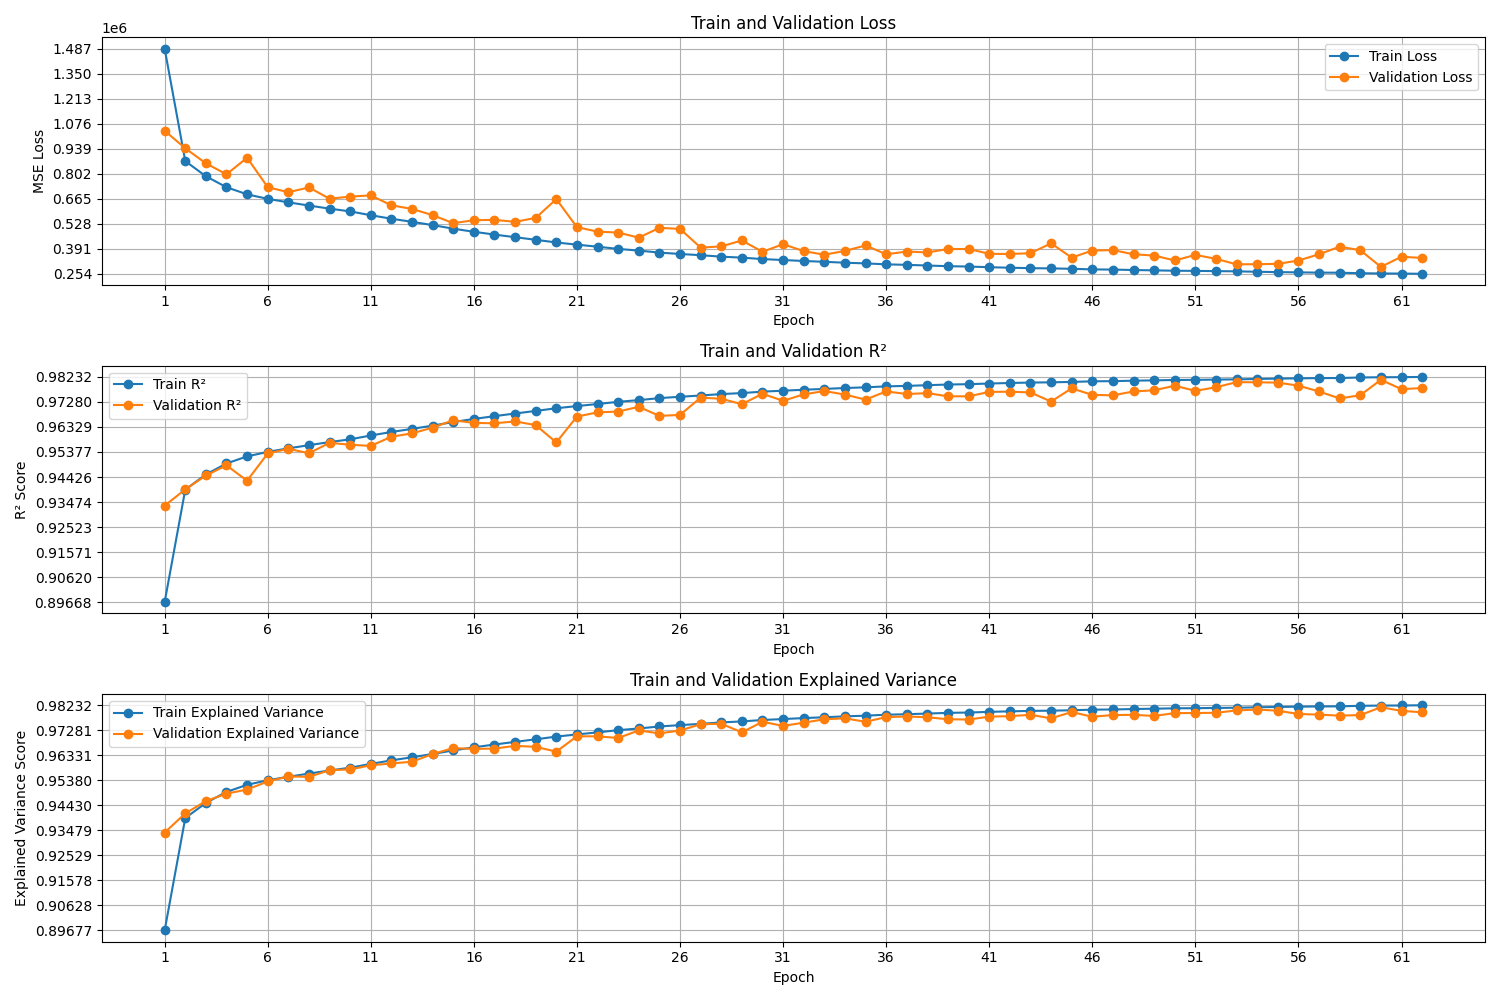 Train and Validation Loss
1e6
1.487
1.350
1.213
1.076
0.939
0.802
0.665
0.528
0.391
0.254
MSE Loss
Train Loss
Validation Loss
1 6 11 16 21 26 31 36 41 46 51 56 61
Epoch
Train and Validation R²
0.98232
0.97280
0.96329
0.95377
0.94426
0.93474
0.92523
0.91571
0.90620
0.89668
R² Score
Train R²
Validation R²
1 6 11 16 21 26 31 36 41 46 51 56 61
Epoch
Train and Validation Explained Variance
0.98232
0.97281
0.96331
0.95380
0.94430
0.93479
0.92529
0.91578
0.90628
0.89677
Explained Variance Score
Train Explained Variance
Validation Explained Variance
1 6 11 16 21 26 31 36 41 46 51 56 61
Epoch